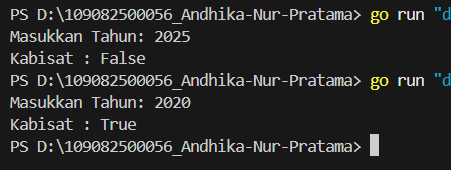 PS D:\109082500056_Andhika-Nur-Pratama> go run "d
Masukkan Tahun: 2025
Kabisat : False
PS D:\109082500056_Andhika-Nur-Pratama> go run "d
Masukkan Tahun: 2020
Kabisat : True
PS D:\109082500056_Andhika-Nur-Pratama>